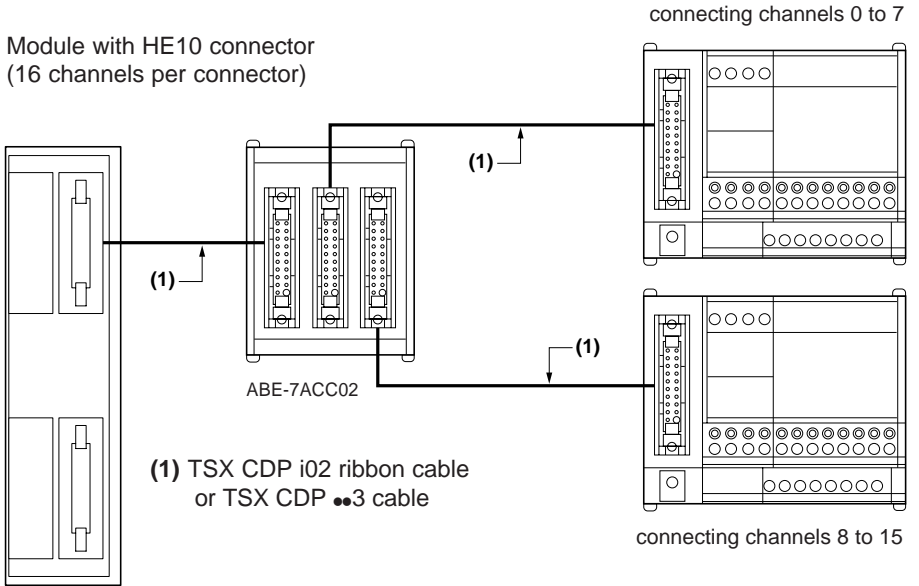 connecting channels 0 to 7
Module with HE10 connector
(16 channels per connector)
(1)
(1)
(1)
ABE-7ACC02
(1) TSX CDP i02 ribbon cable
or TSX CDP ••3 cable
connecting channels 8 to 15